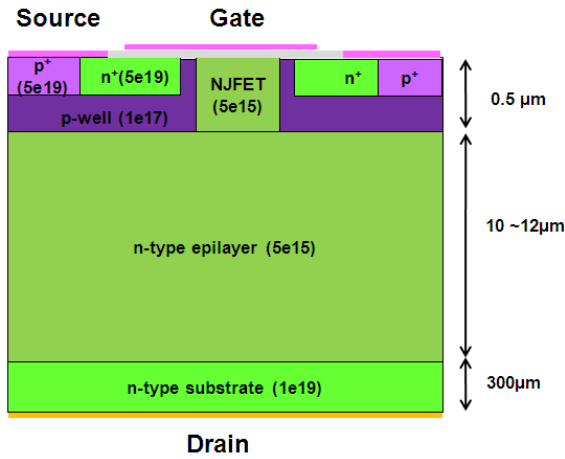 Source Gate
p+
(5e19)
n+(5e19)
NJFET
(5e15)
n+
p+
0.5 μm
p-well (1e17)
10 ~12μm
n-type epilayer (5e15)
n-type substrate (1e19)
300μm
Drain